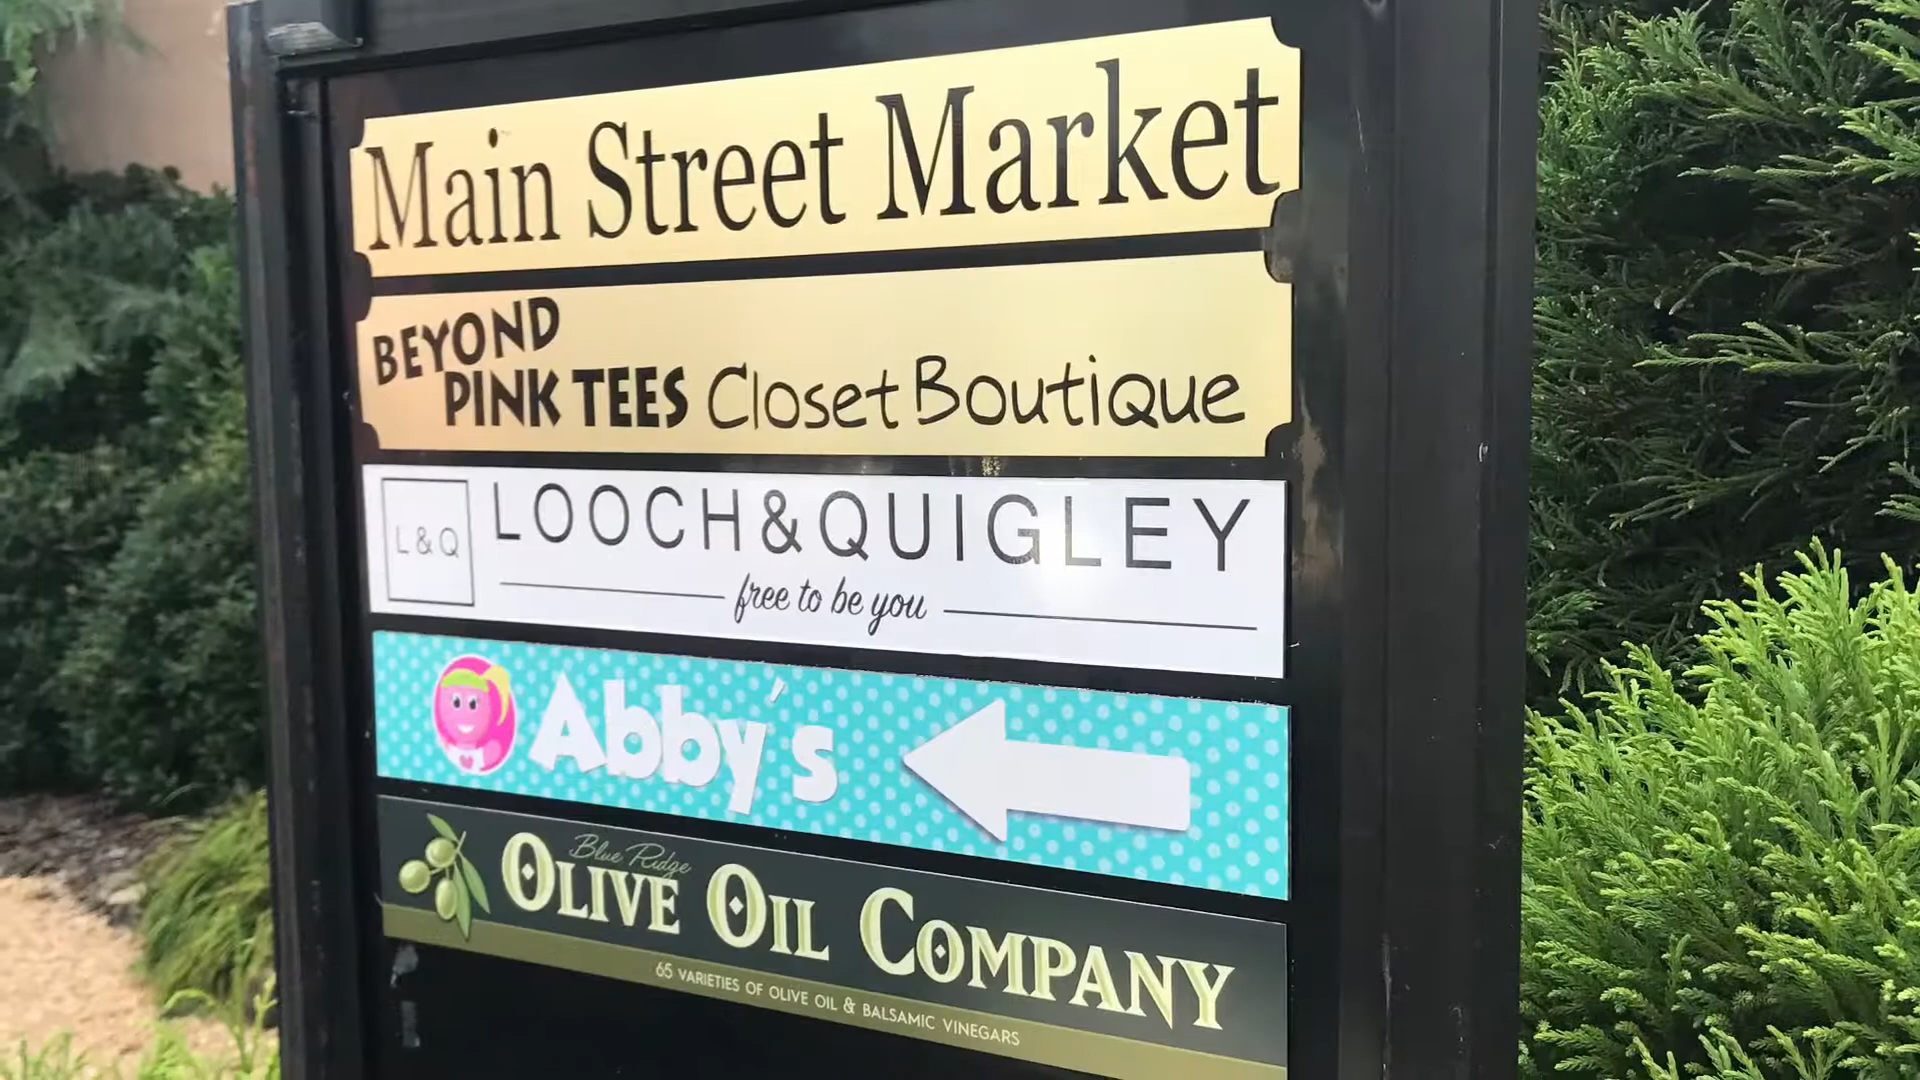 Main Street Market
BEYOND
PINK TEES Closet Boutique
L&Q
LOOCH&QUIGLEY
free to be you
Abby's
Blue Ridge
OLIVE OIL COMPANY
65 VARIETIES OF OLIVE OIL & BALSAMIC VINEGARS